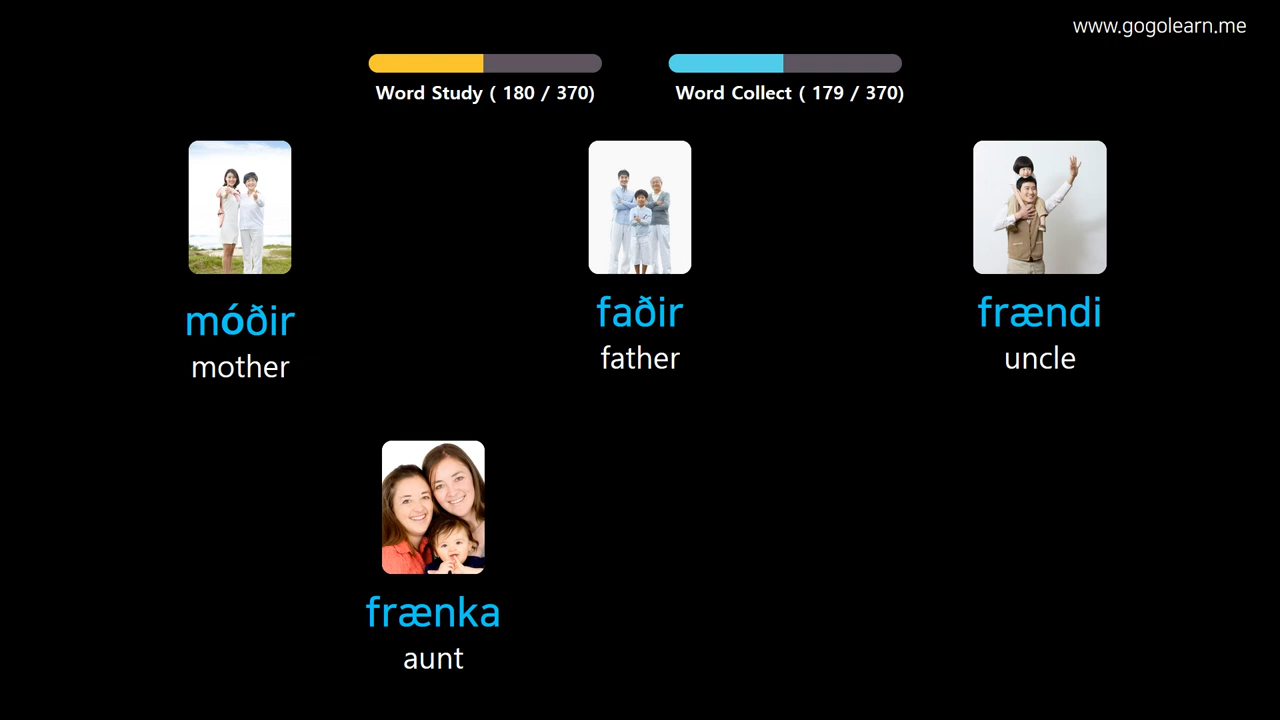 www.gogolearn.me
Word Study ( 180 / 370)
Word Collect ( 179 / 370)
móðir
mother
faðir
father
frændi
uncle
frænka
aunt